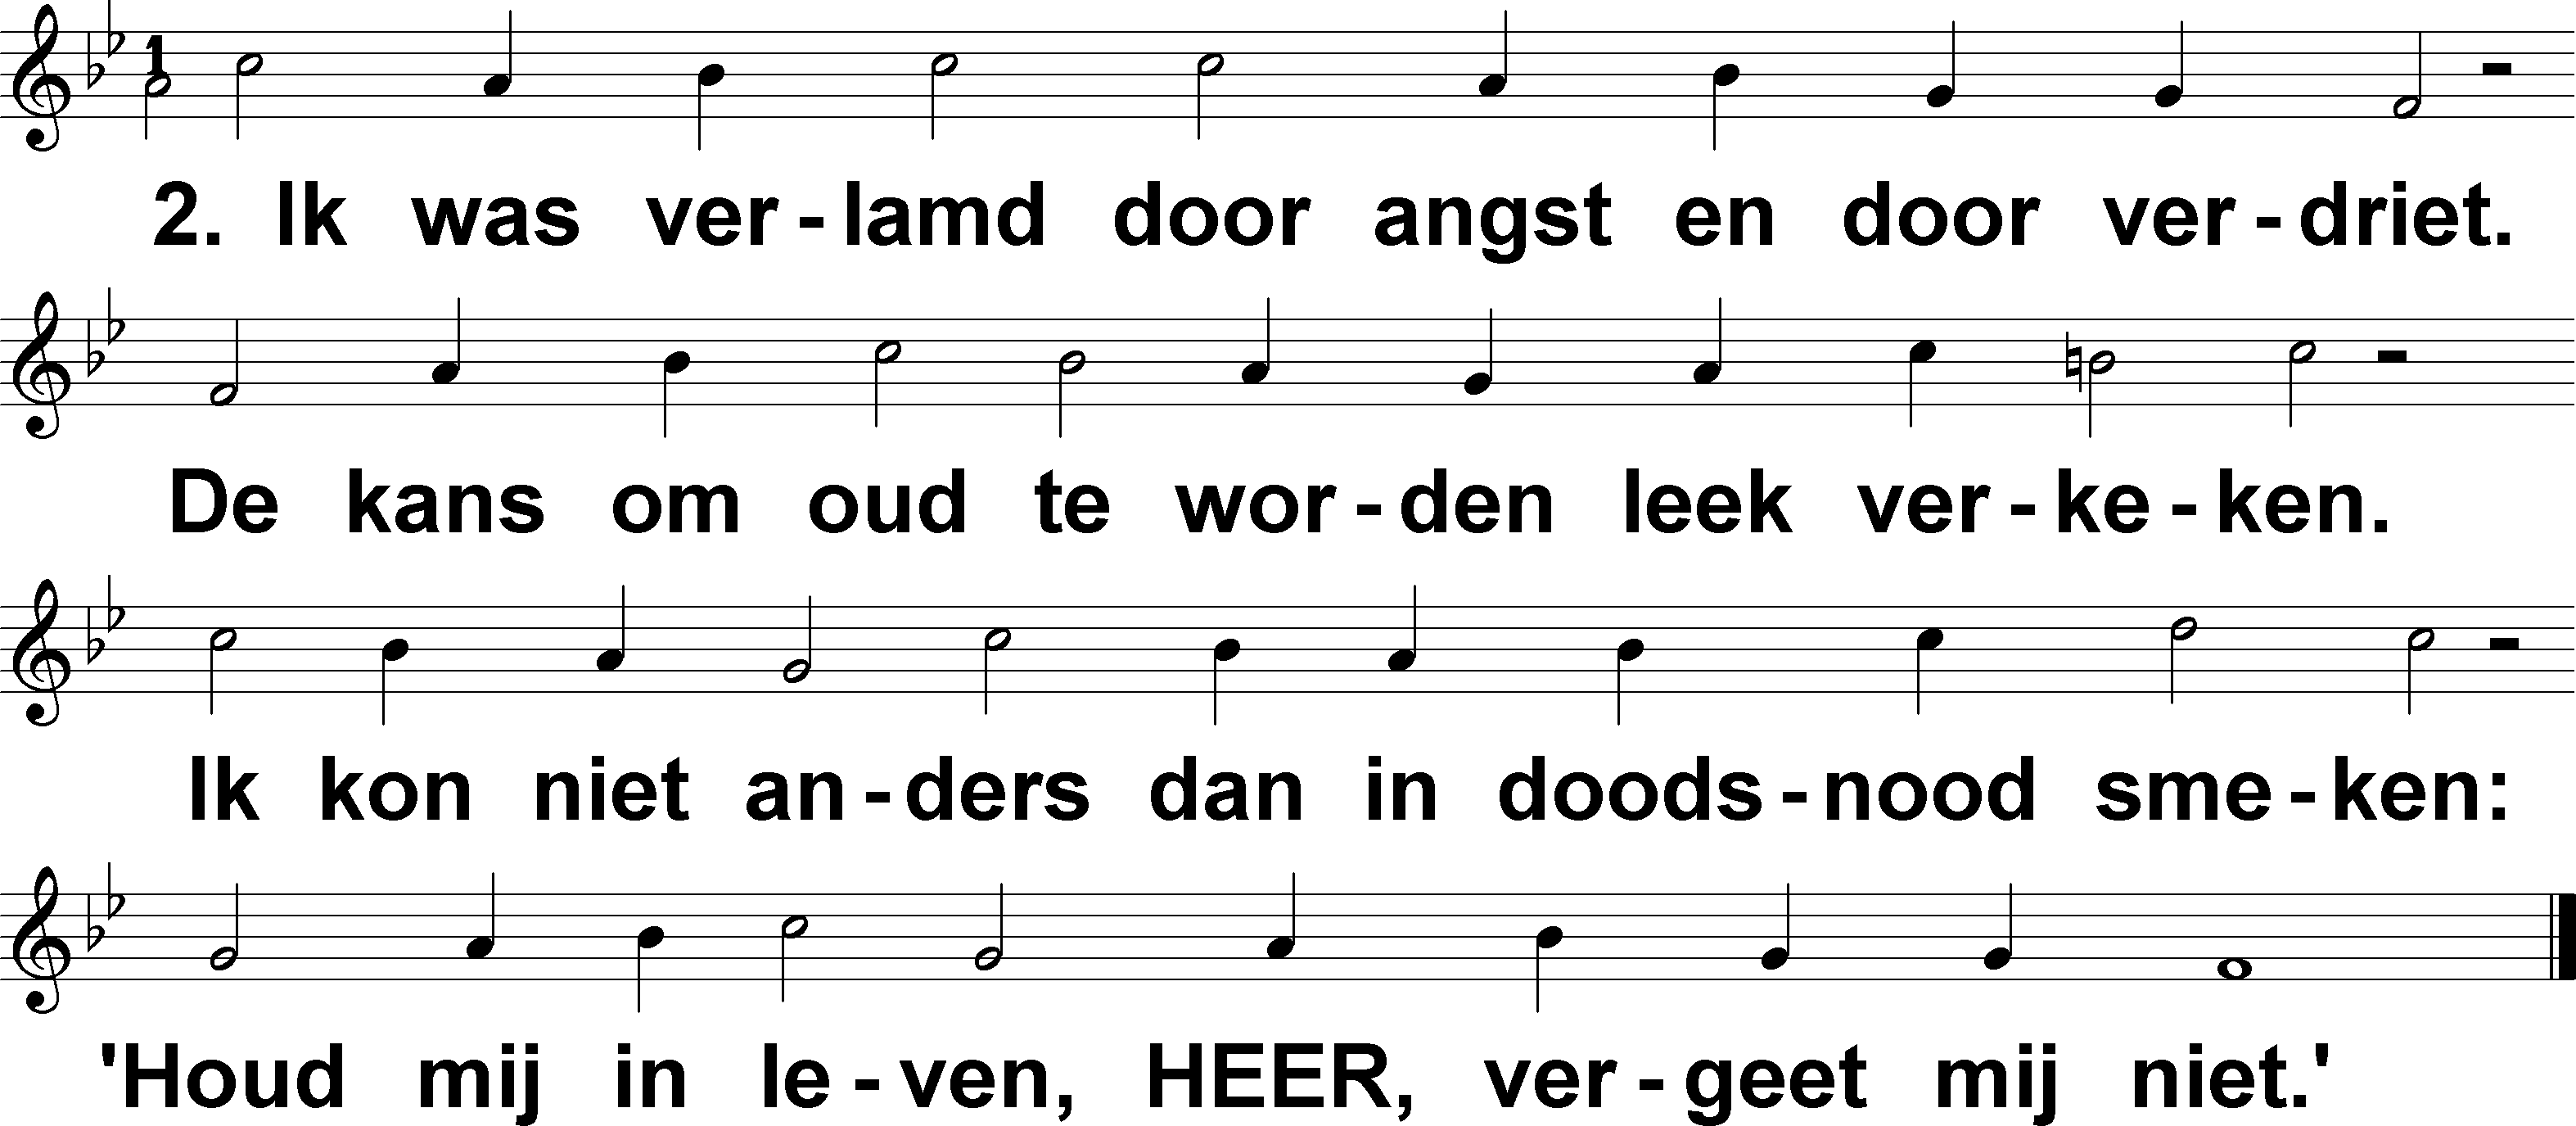 1
2. Ik was ver-lamd door angst en door ver-driet.
De kans om oud te wor-den leek ver-ke-ken.
Ik kon niet an-ders dan in doods-nood sme-ken:
'Houd mij in le-ven, HEER, ver-geet mij niet.'